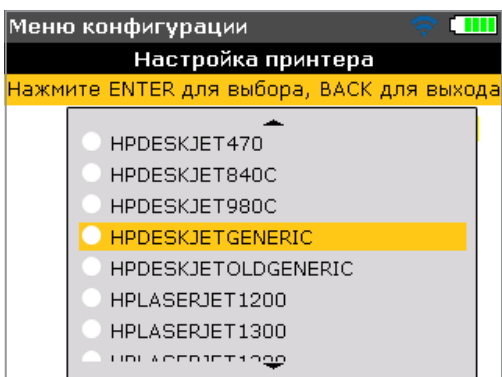 Меню конфигурации
Настройка принтера
Нажмите ENTER для выбора, BACK для выхода
HPDESKJET470
HPDESKJET840C
HPDESKJET980C
HPDESKJETGENERIC
HPDESKJETOLDGENERIC
HPLASERJET1200
HPLASERJET1300